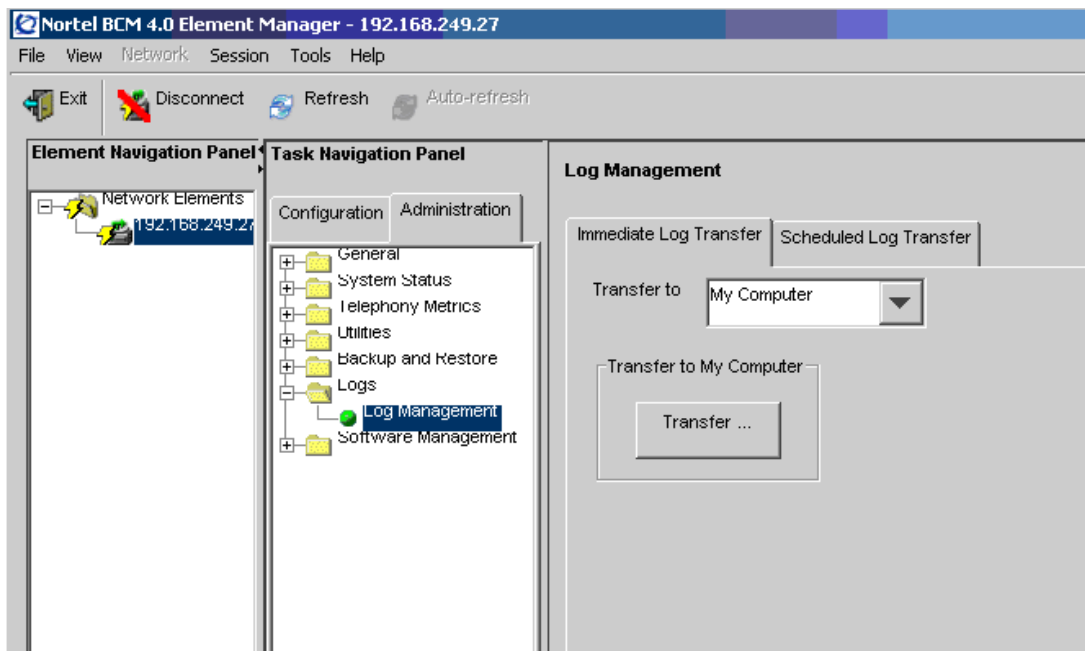 Nortel BCM 4.0 Element Manager - 192.168.249.27
File View Network Session Tools Help
Exit Disconnect Refresh Auto-refresh
Element Navigation Panel
Network Elements
192.168.249.27
Task Navigation Panel
Configuration Administration
General
System Status
Telephony Metrics
Utilities
Backup and Restore
Logs
Log Management
Software Management
Log Management
Immediate Log Transfer Scheduled Log Transfer
Transfer to My Computer
Transfer to My Computer
Transfer ...